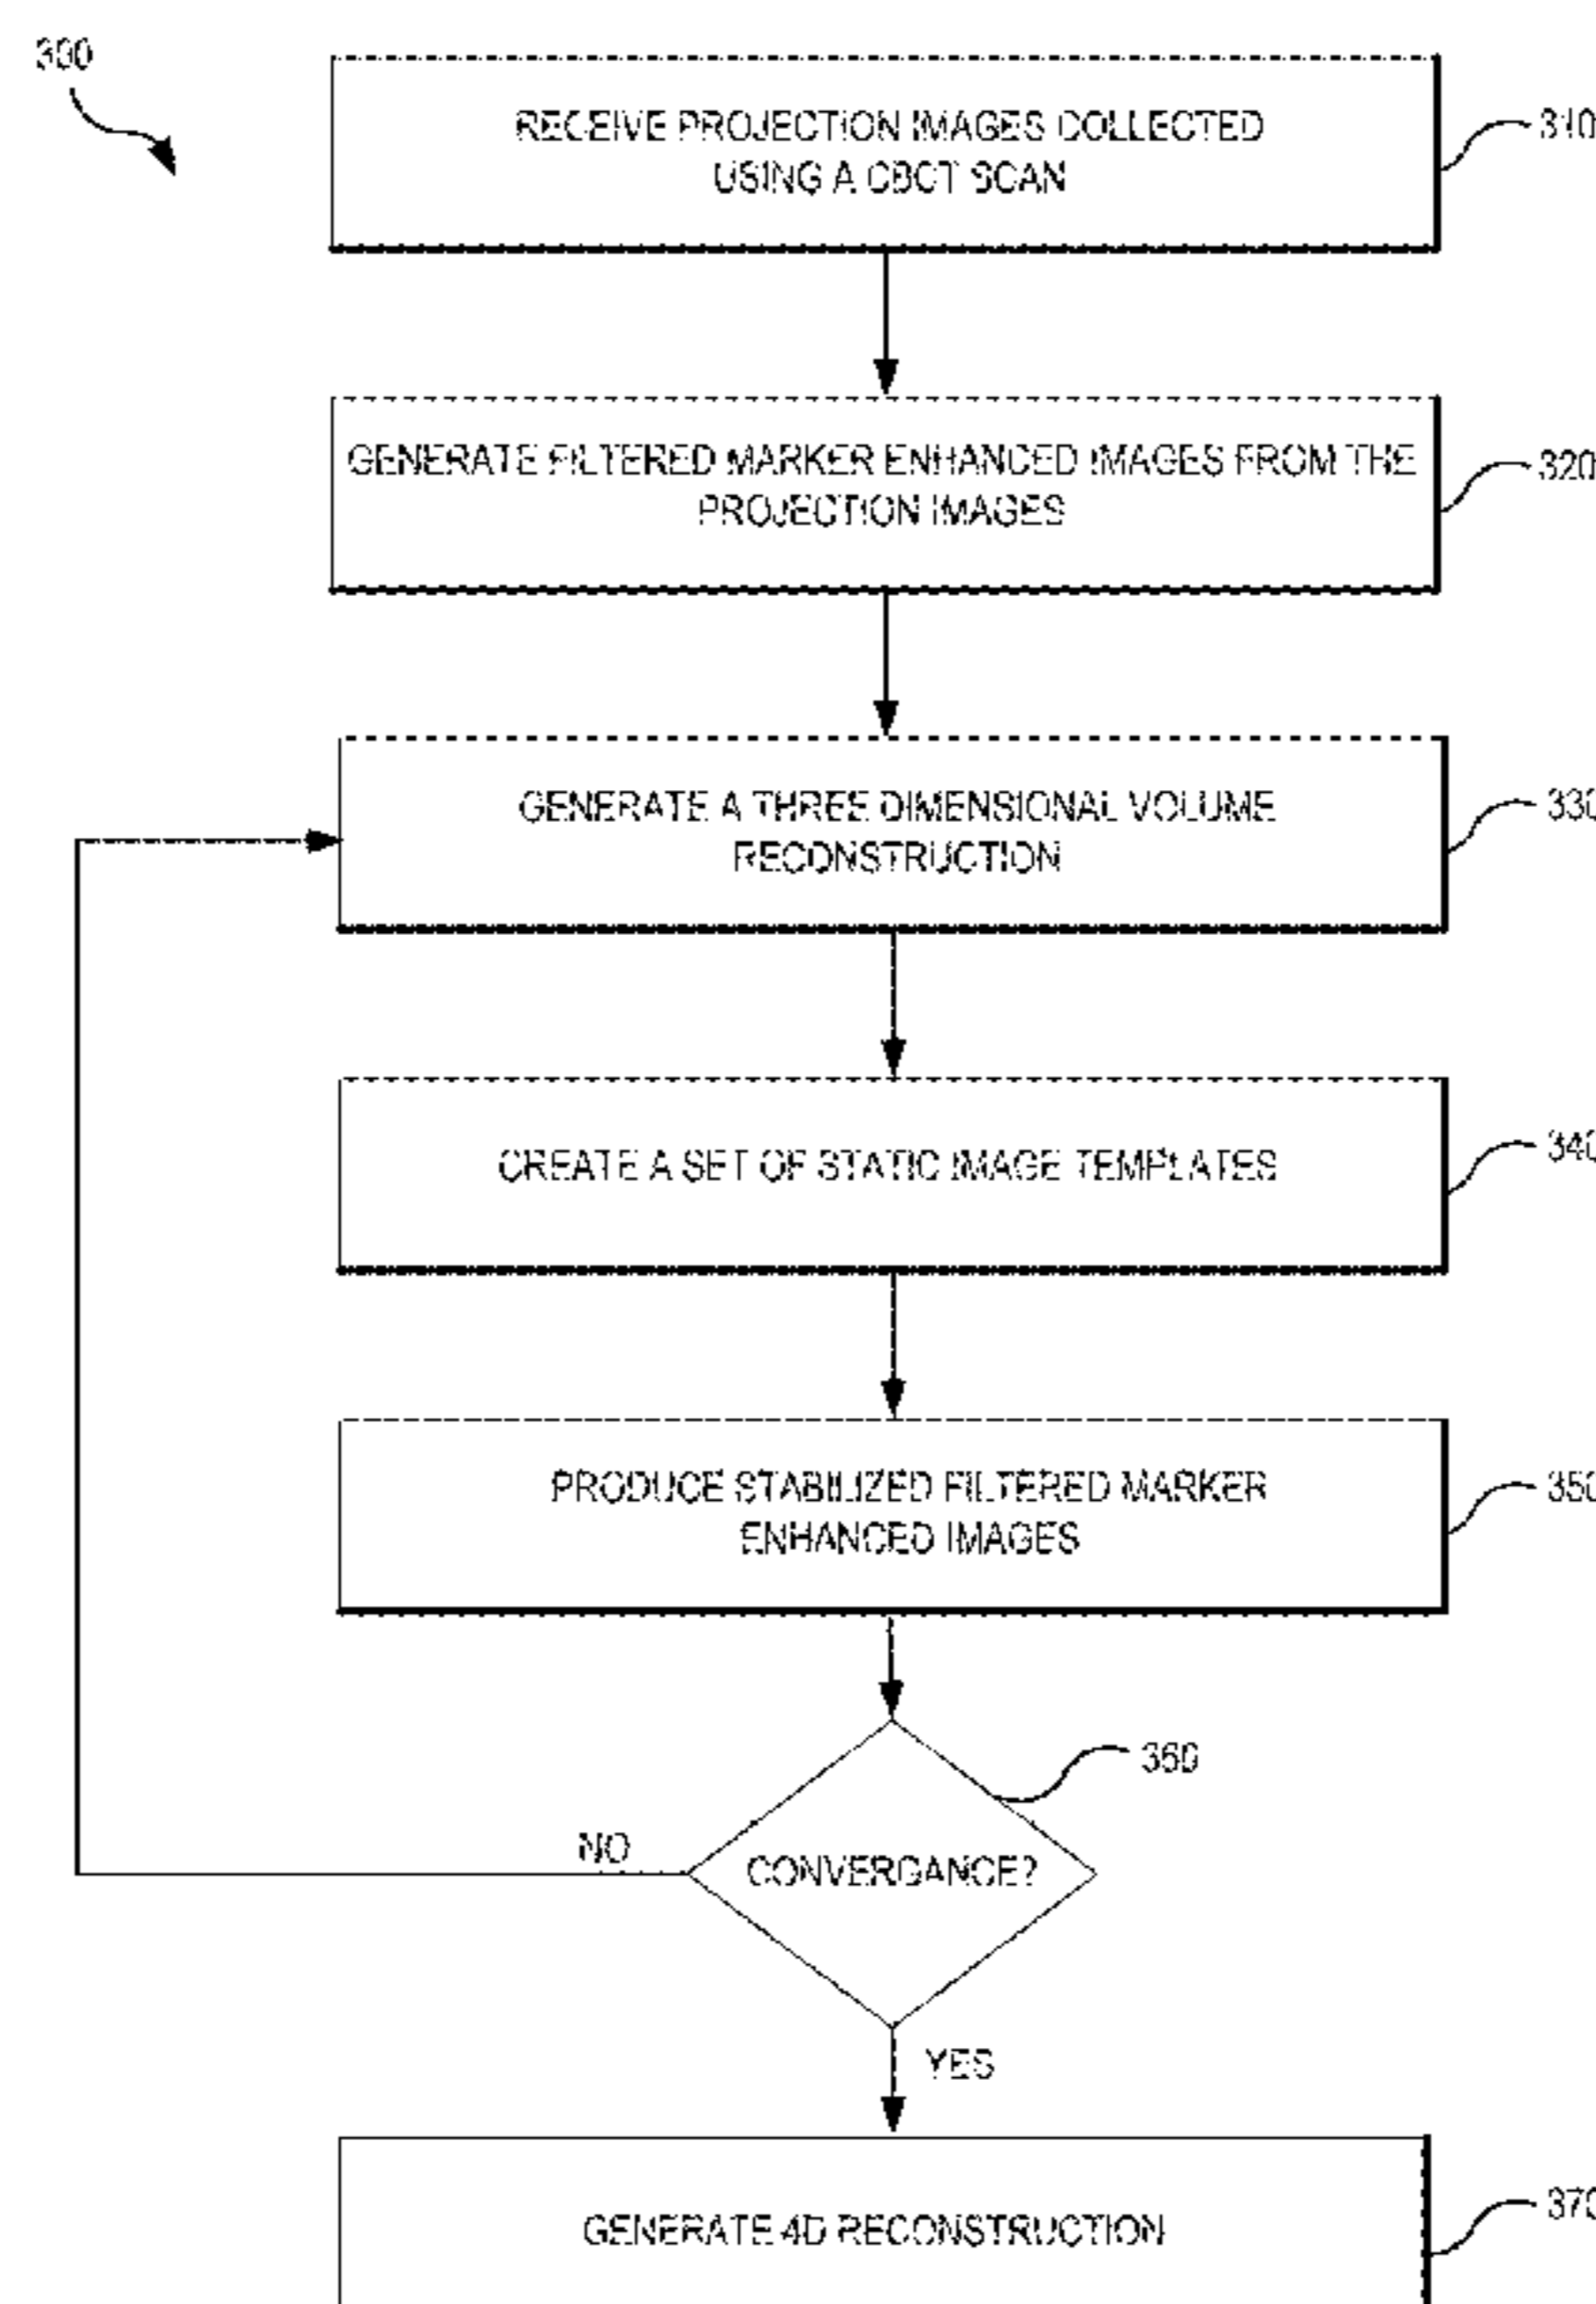 300
RECEIVE PROJECTION IMAGES COLLECTED
USING A CBCT SCAN
310
GENERATE FILTERED MARKER ENHANCED IMAGES FROM THE
PROJECTION IMAGES
320
GENERATE A THREE DIMENSIONAL VOLUME
RECONSTRUCTION
330
CREATE A SET OF STATIC IMAGE TEMPLATES
340
PRODUCE STABILIZED FILTERED MARKER
ENHANCED IMAGES
350
360
NO
CONVERGANCE?
YES
GENERATE 4D RECONSTRUCTION
370